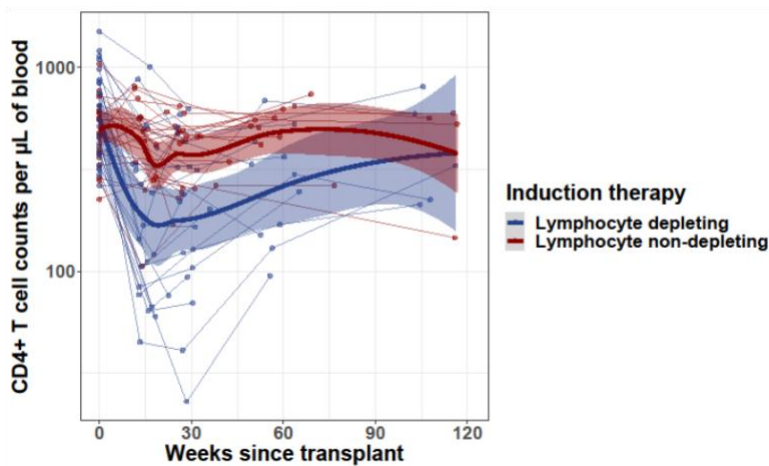 CD4+ T cell counts per µL of blood
1000
100
0 30 60 90 120
Weeks since transplant
Induction therapy
Lymphocyte depleting
Lymphocyte non-depleting